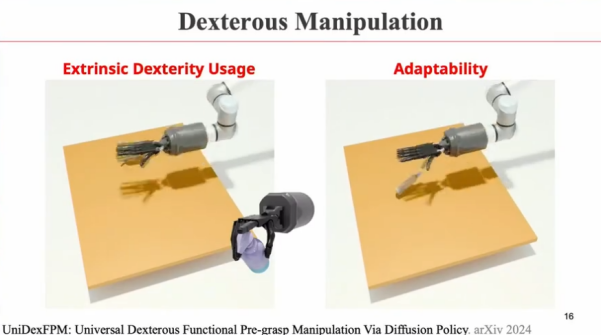 Dexterous Manipulation
Extrinsic Dexterity Usage
Adaptability
16
UniDexFPM: Universal Dexterous Functional Pre-grasp Manipulation Via Diffusion Policy. arXiv 2024